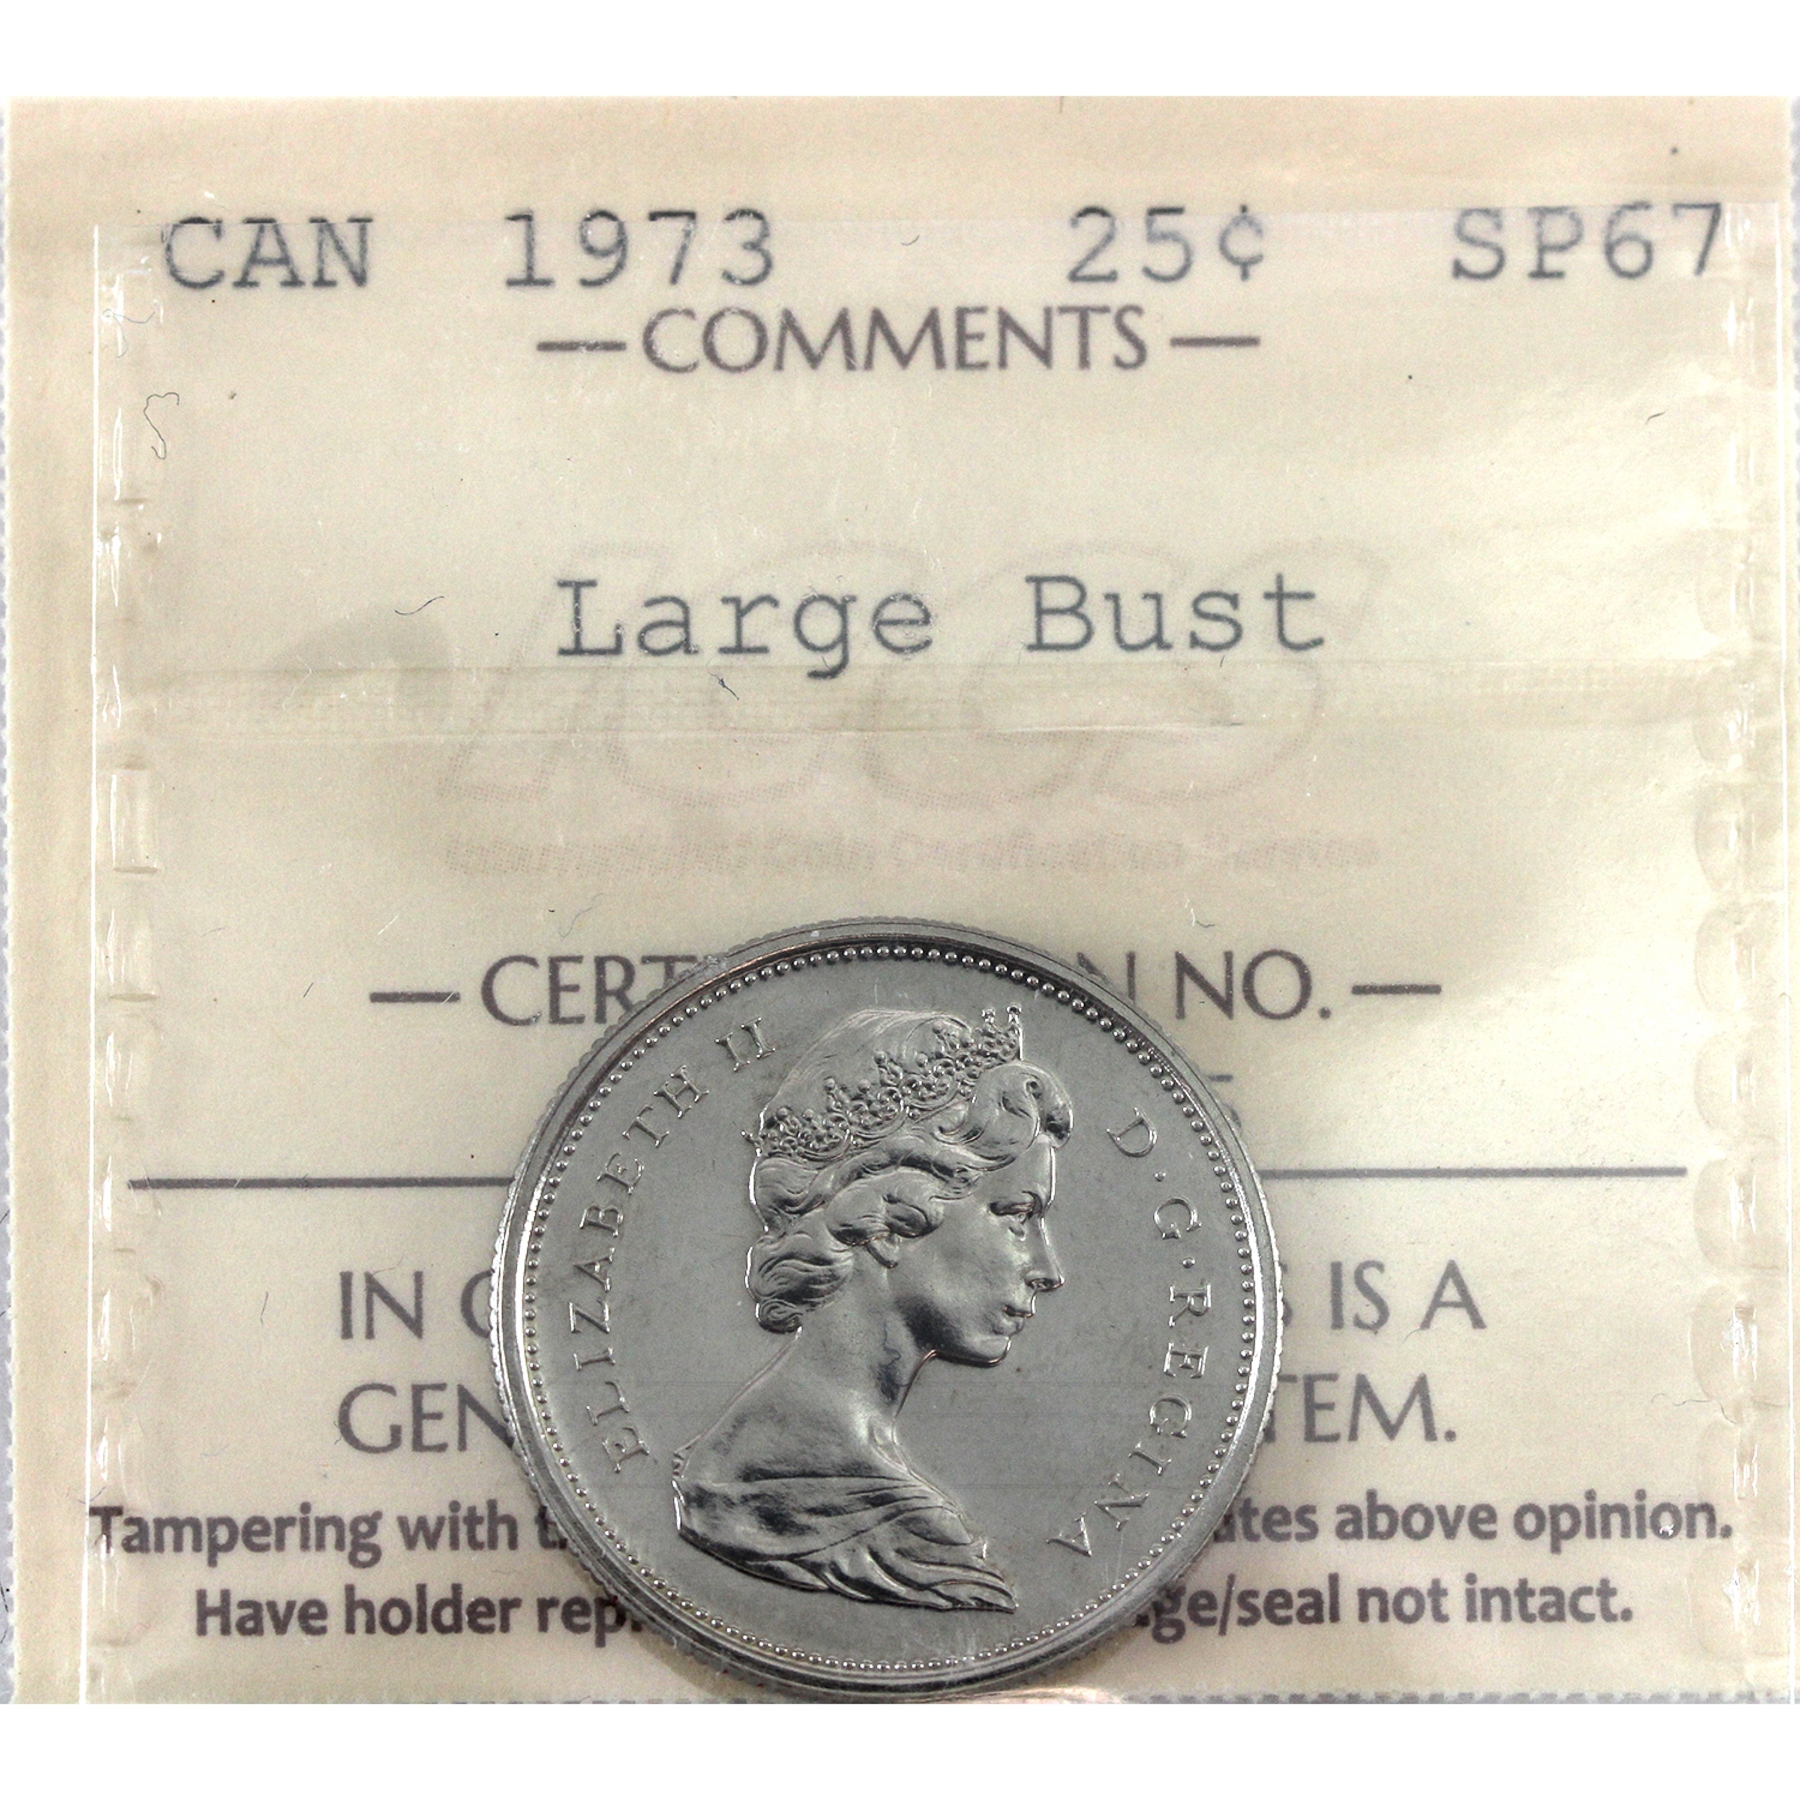 CAN 1973 25¢ SP67
—COMMENTS—
Large Bust
ICCS
—CERT N NO.—
IN IS A
GEN TEM.
Tampering with ates above opinion.
Have holder rep ge/seal not intact.
ELIZABETH II D·G·REGINA